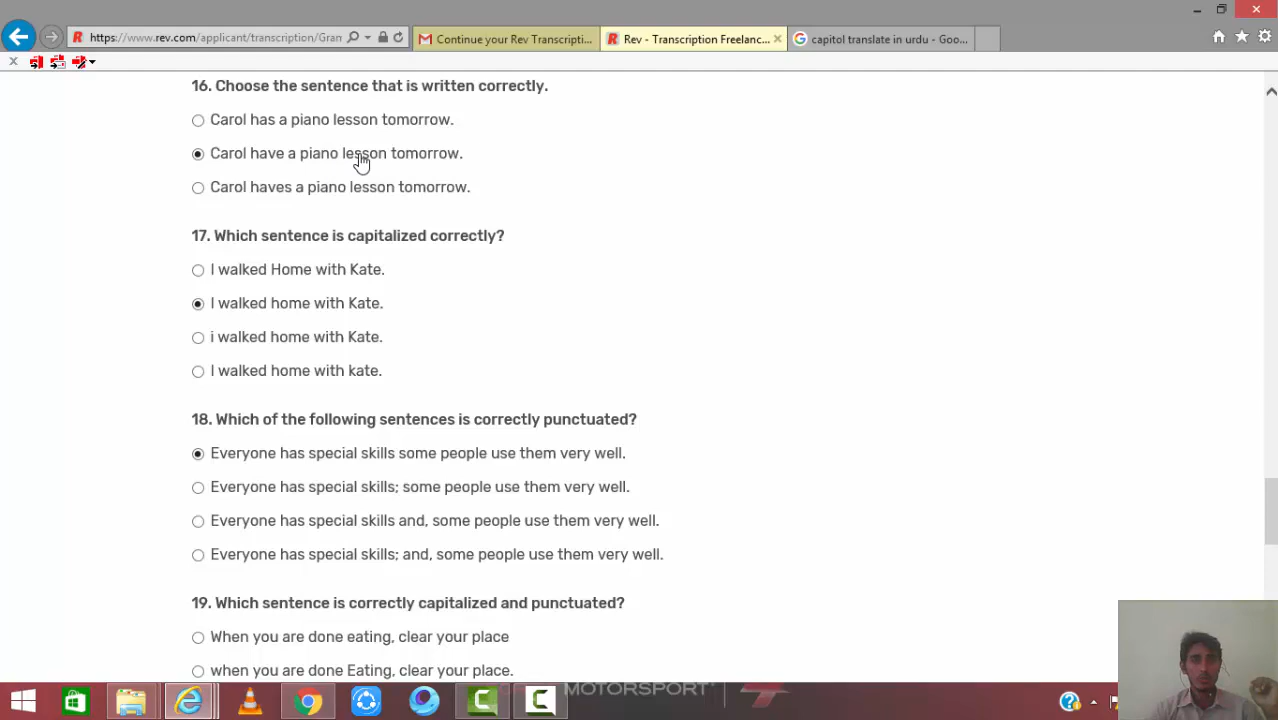 https://www.rev.com/applicant/transcription/Gran
Continue your Rev Transcripti...
Rev - Transcription Freelanc...
capitol translate in urdu - Goo...
16. Choose the sentence that is written correctly.
Carol has a piano lesson tomorrow.
Carol have a piano lesson tomorrow.
Carol haves a piano lesson tomorrow.
17. Which sentence is capitalized correctly?
I walked Home with Kate.
I walked home with Kate.
i walked home with Kate.
I walked home with kate.
18. Which of the following sentences is correctly punctuated?
Everyone has special skills some people use them very well.
Everyone has special skills; some people use them very well.
Everyone has special skills and, some people use them very well.
Everyone has special skills; and, some people use them very well.
19. Which sentence is correctly capitalized and punctuated?
When you are done eating, clear your place
when you are done Eating, clear your place.
MOTORSPORT